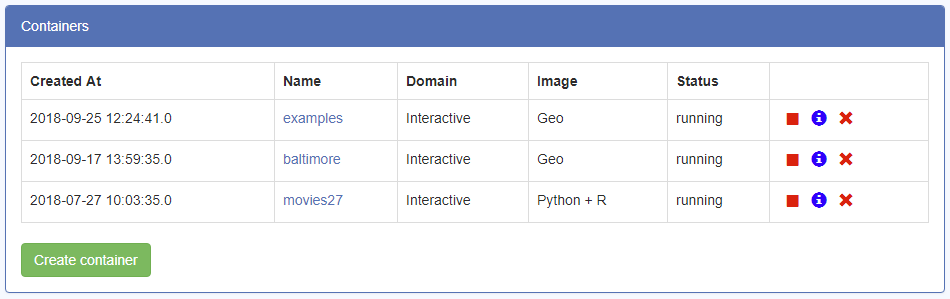 Containers
Created At Name Domain Image Status
2018-09-25 12:24:41.0 examples Interactive Geo running
2018-09-17 13:59:35.0 baltimore Interactive Geo running
2018-07-27 10:03:35.0 movies27 Interactive Python + R running
Create container